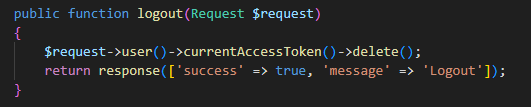 public function logout(Request $request)
{
$request->user()->currentAccessToken()->delete();
return response(['success' => true, 'message' => 'Logout']);
}